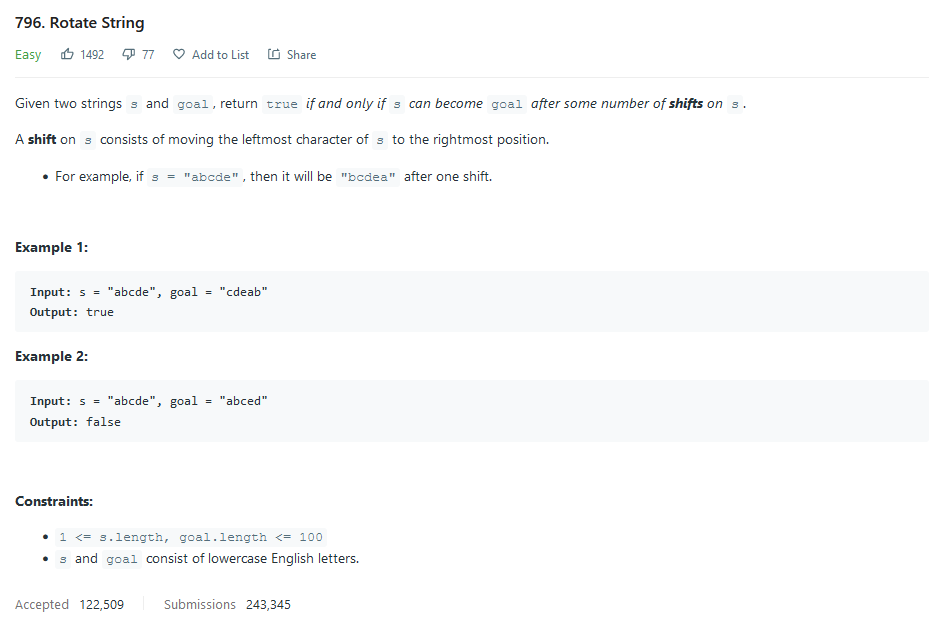 796. Rotate String
Easy 1492 77 Add to List Share
Given two strings s and goal, return true if and only if s can become goal after some number of shifts on s.
A shift on s consists of moving the leftmost character of s to the rightmost position.
• For example, if s = "abcde", then it will be "bcdea" after one shift.
Example 1:
Input: s = "abcde", goal = "cdeab"
Output: true
Example 2:
Input: s = "abcde", goal = "abced"
Output: false
Constraints:
• 1 <= s.length, goal.length <= 100
• s and goal consist of lowercase English letters.
Accepted 122,509 Submissions 243,345